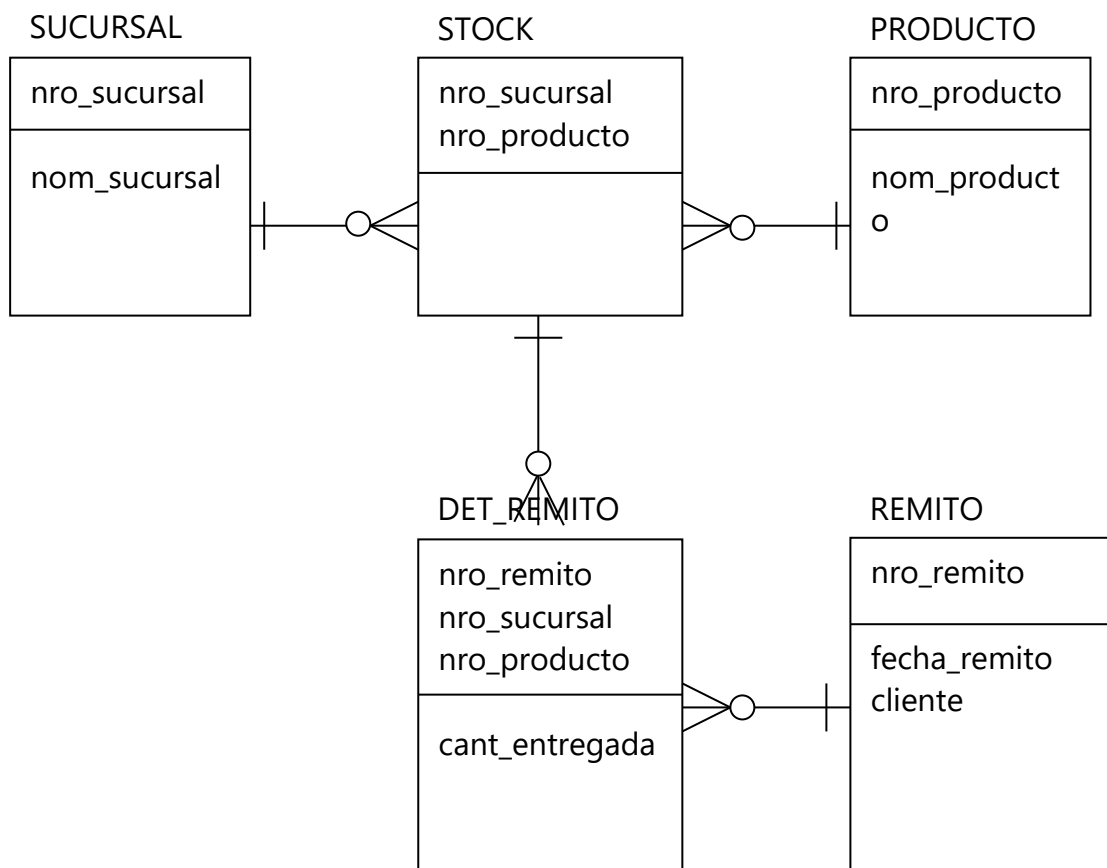 SUCURSAL
nro_sucursal
nom_sucursal
STOCK
nro_sucursal
nro_producto
PRODUCTO
nro_producto
nom_product
o
DET_REMITO
nro_remito
nro_sucursal
nro_producto
cant_entregada
REMITO
nro_remito
fecha_remito
cliente